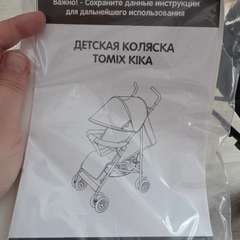 Важно! - Сохраните данные инструкции
для дальнейшего использования
ДЕТСКАЯ КОЛЯСКА
TOMIX KIKA